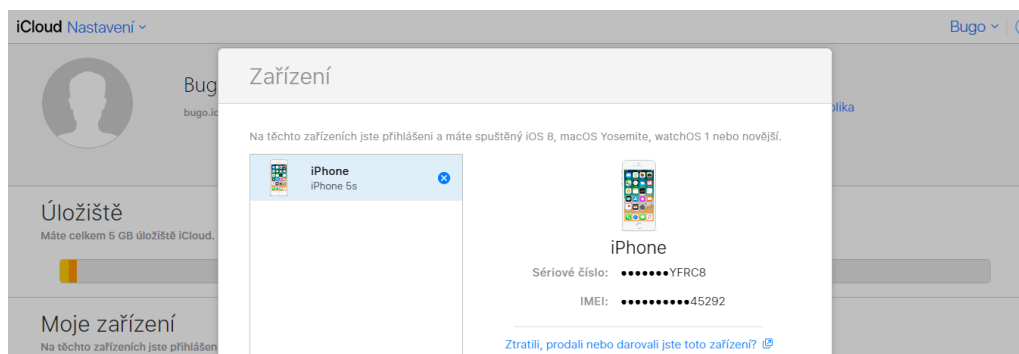 iCloud Nastavení
Bugo
Bug
bugo.ic
plika
Zařízení
Na těchto zařízeních jste přihlášeni a máte spuštěný iOS 8, macOS Yosemite, watchOS 1 nebo novější.
iPhone
iPhone 5s
iPhone
Sériové číslo: •••••••YFRC8
IMEI: ••••••••••45292
Ztratili, prodali nebo darovali jste toto zařízení?
Úložiště
Máte celkem 5 GB úložiště iCloud.
Moje zařízení
Na těchto zařízeních jste přihlášen